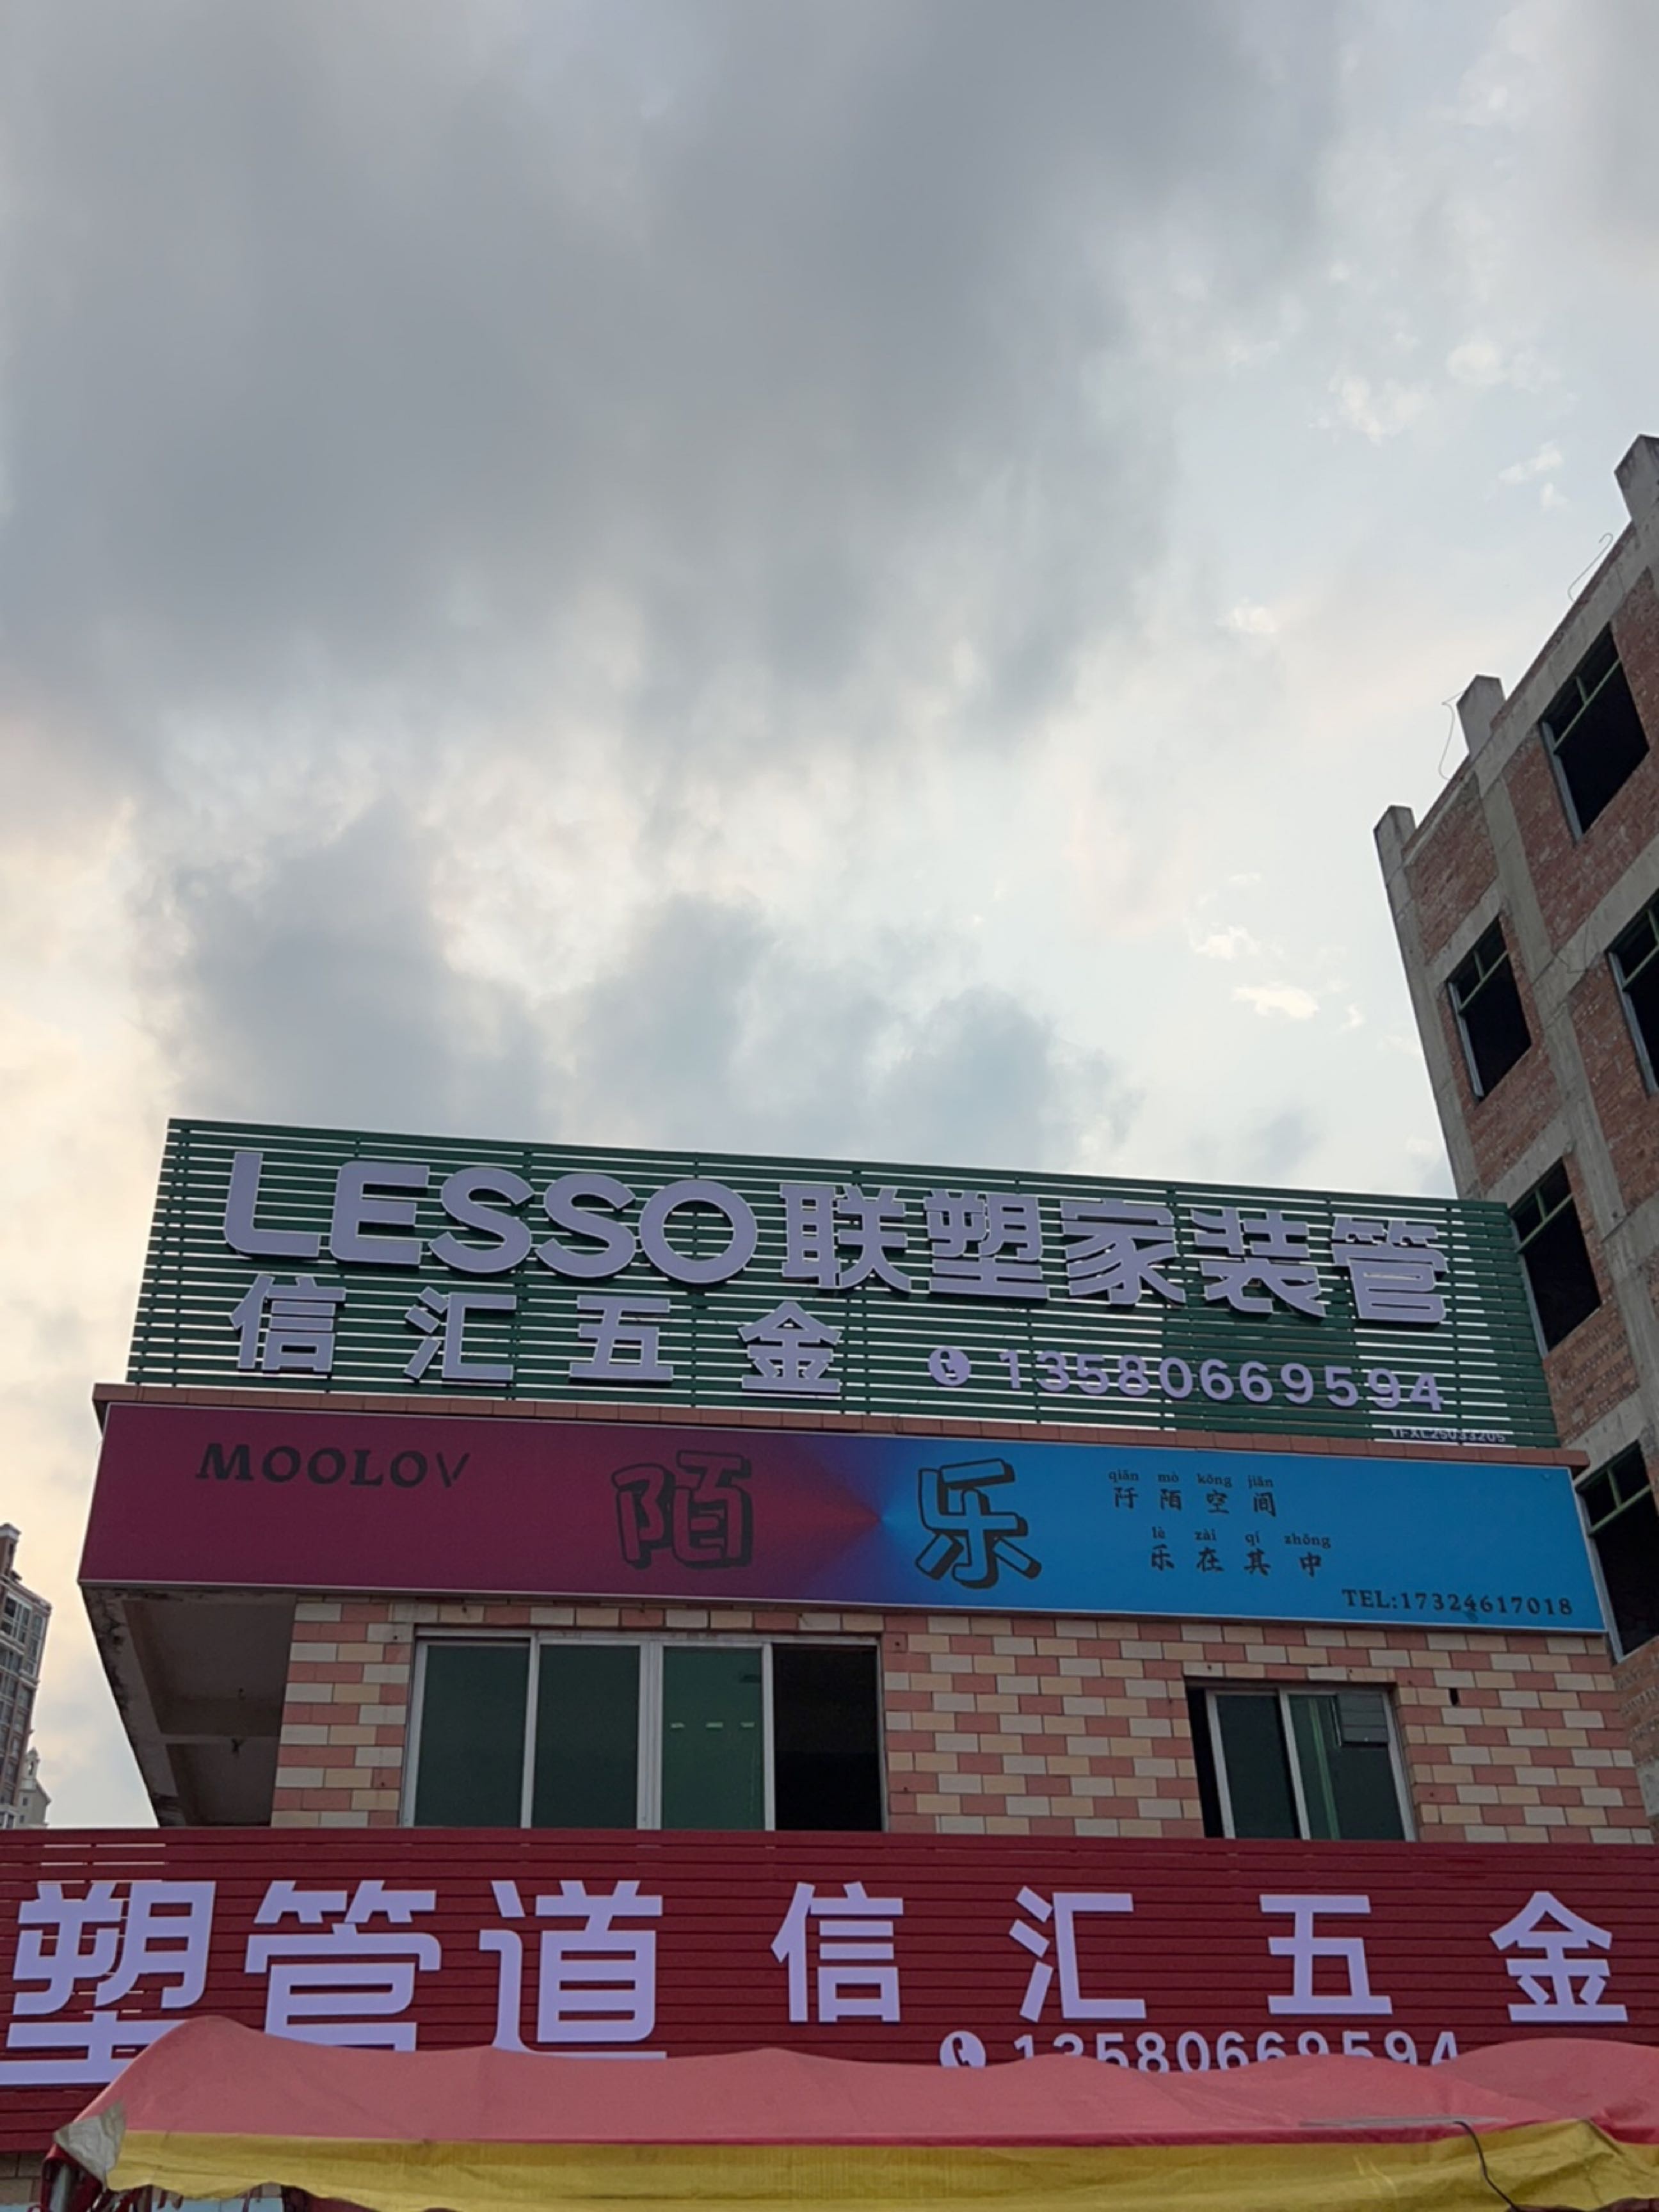 LESSO联塑家装管
信汇五金 13580669594
YFXL25033205
MOOLOV 陌乐
qiān mò kōng jiān
阡陌空间
lè zài qí zhōng
乐在其中
TEL:17324617018
塑管道 信汇五金
13580669594